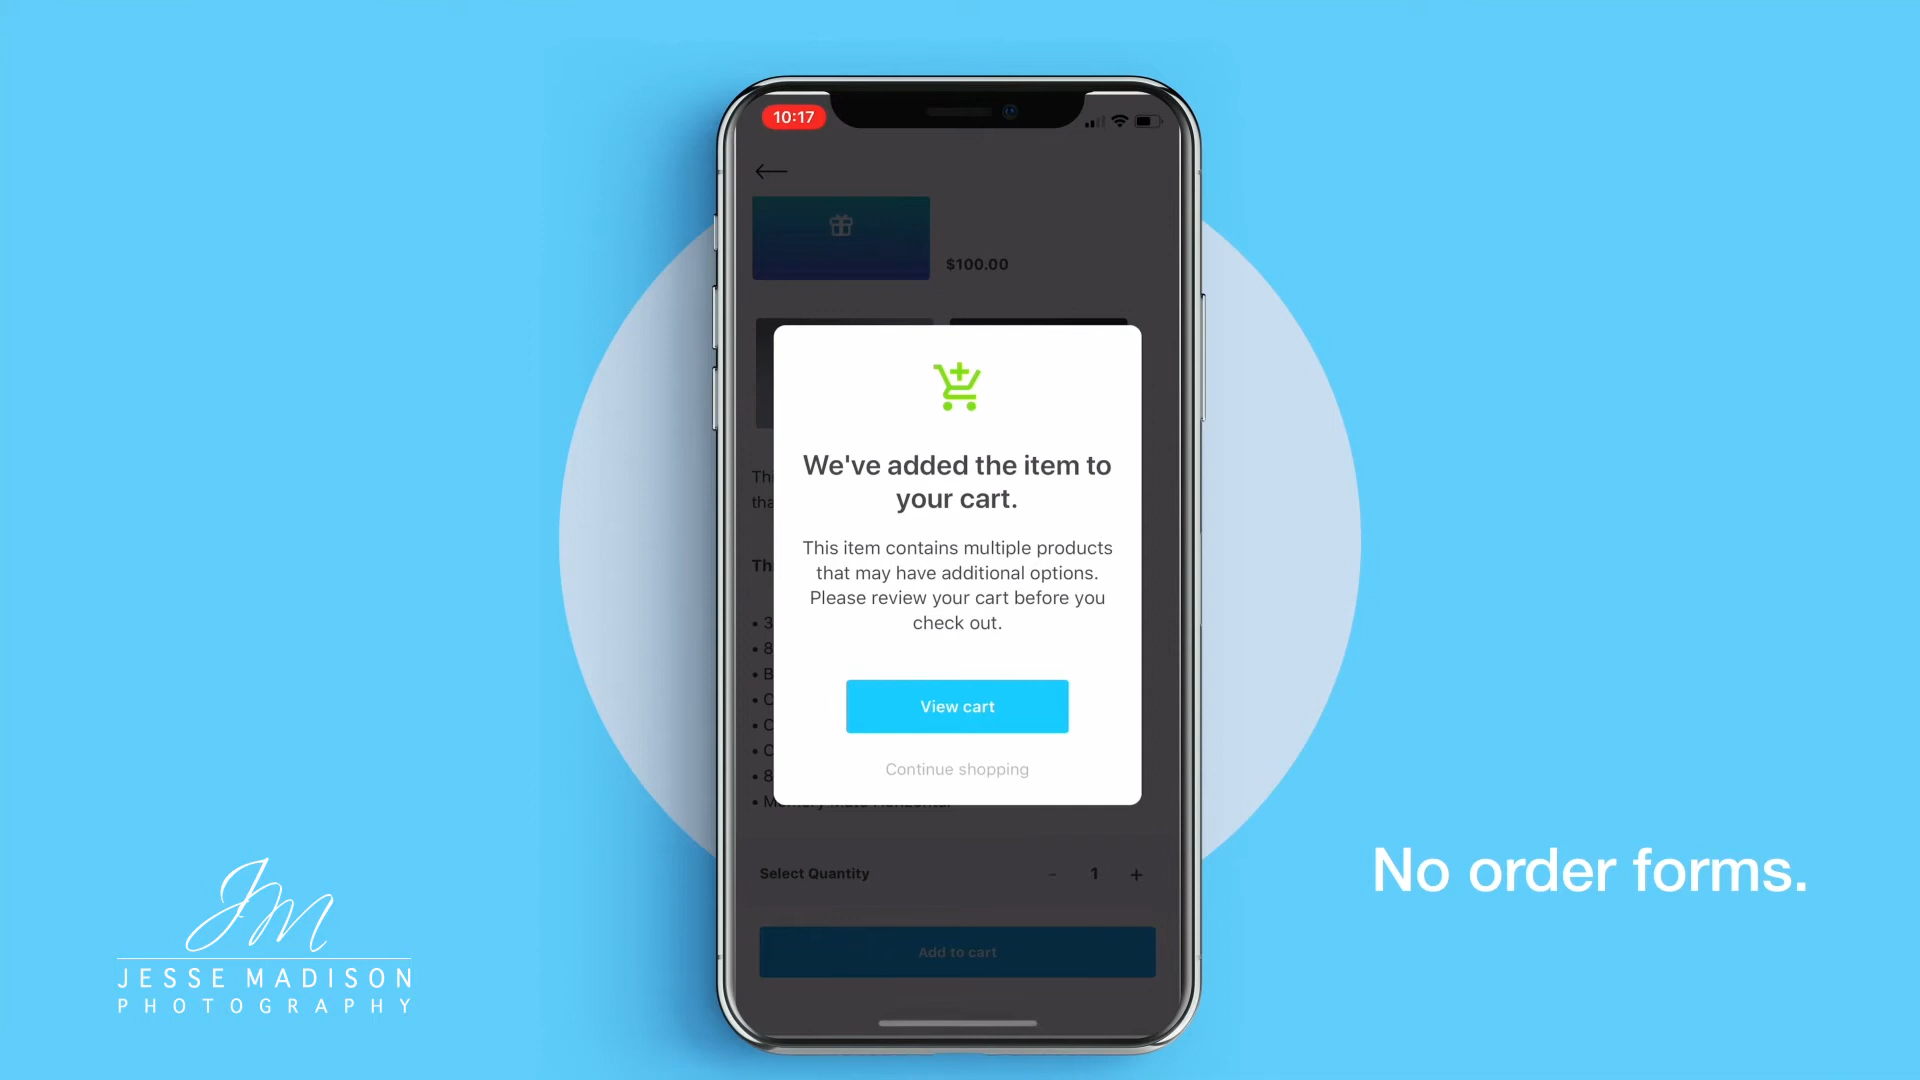 10:17
$100.00
We've added the item to
your cart.
This item contains multiple products
that may have additional options.
Please review your cart before you
check out.
View cart
Continue shopping
Select Quantity
- 1 +
Add to cart
No order forms.
JM
JESSE MADISON
PHOTOGRAPHY